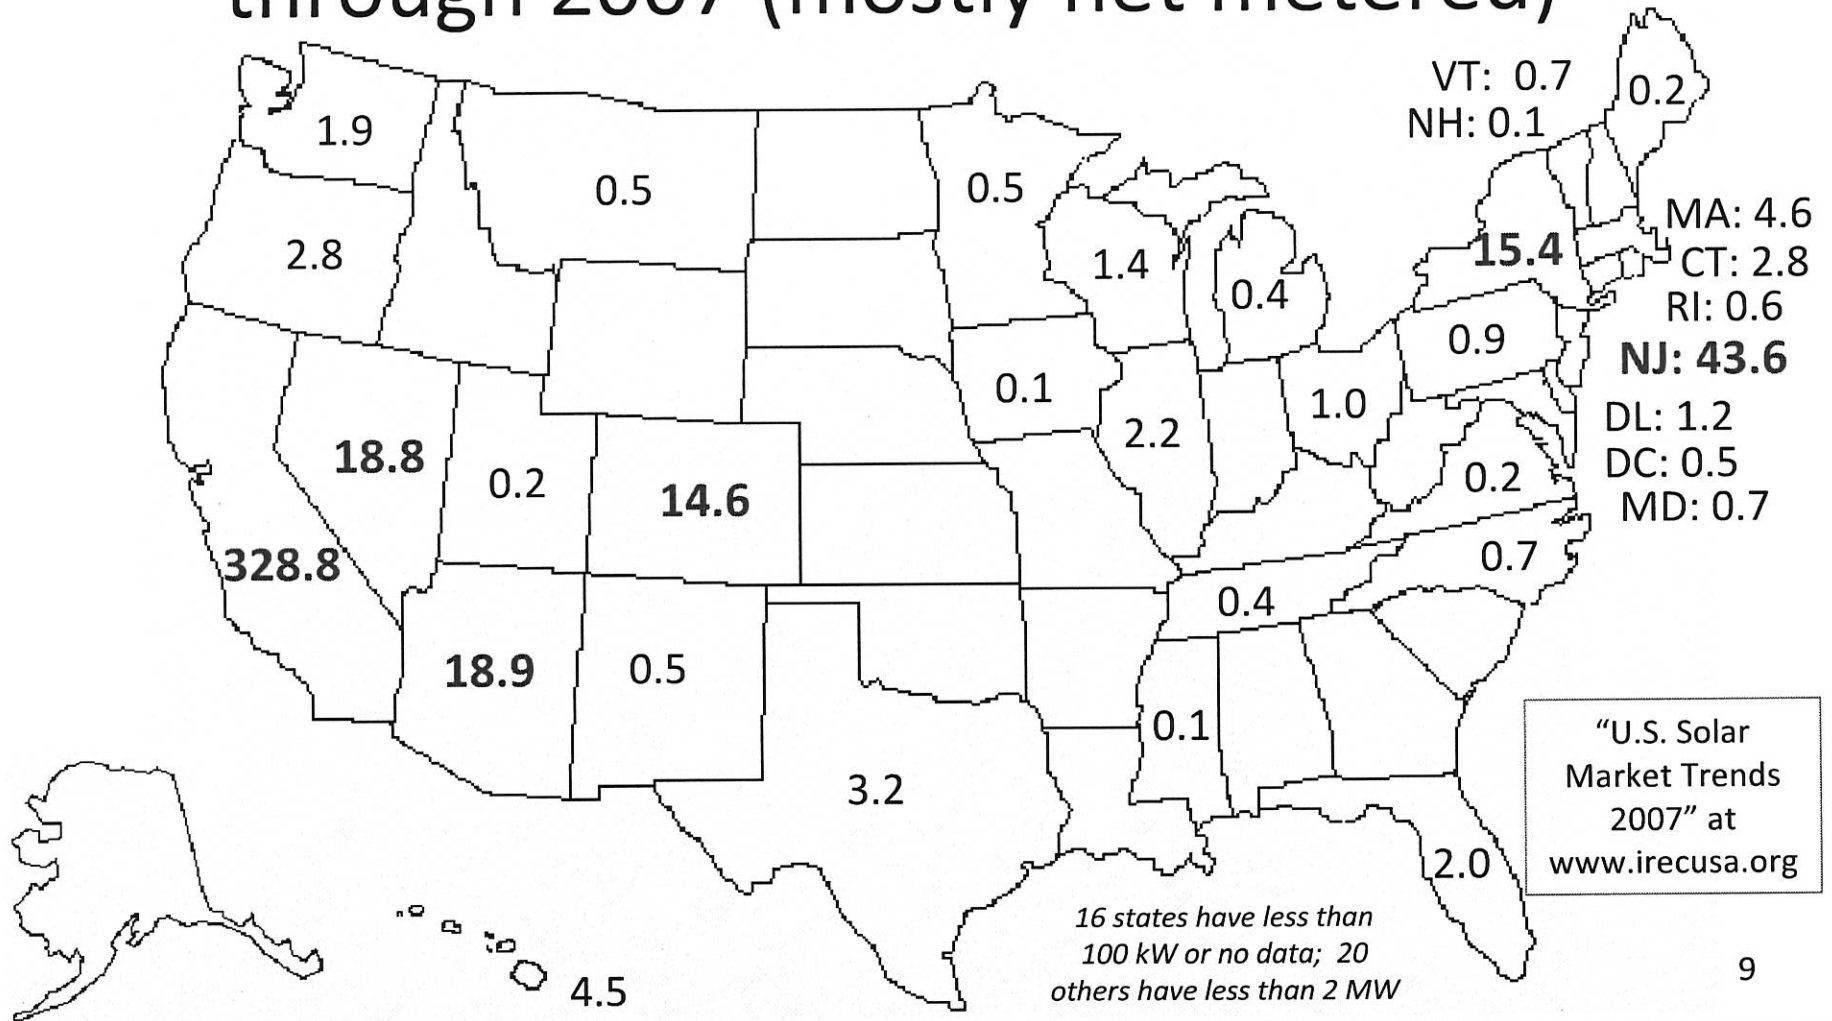 through 2007 (mostly net metered)
VT: 0.7
0.2
NH: 0.1
1.9
0.5
0.5
MA: 4.6
2.8
1.4
15.4
CT: 2.8
0.4
RI: 0.6
0.9
NJ: 43.6
0.1
1.0
DL: 1.2
18.8
2.2
DC: 0.5
0.2
14.6
0.2
MD: 0.7
328.8
0.7
0.4
18.9
0.5
0.1
“U.S. Solar
Market Trends
2007” at
www.irecusa.org
3.2
2.0
16 states have less than
100 kW or no data; 20
others have less than 2 MW
9
4.5